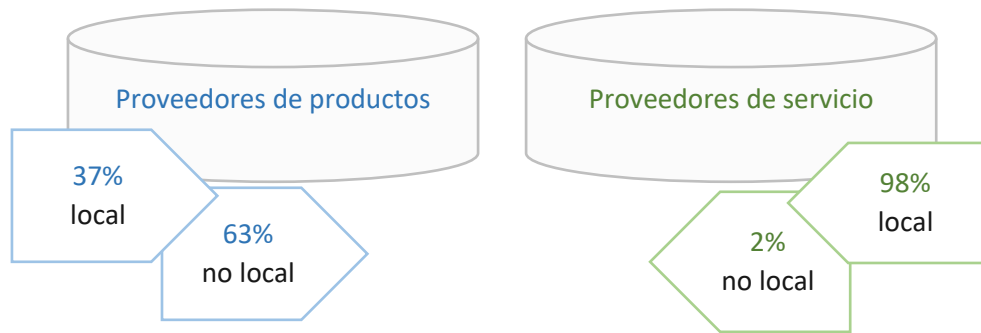 Proveedores de productos
37%
local
63%
no local
Proveedores de servicio
98%
local
2%
no local